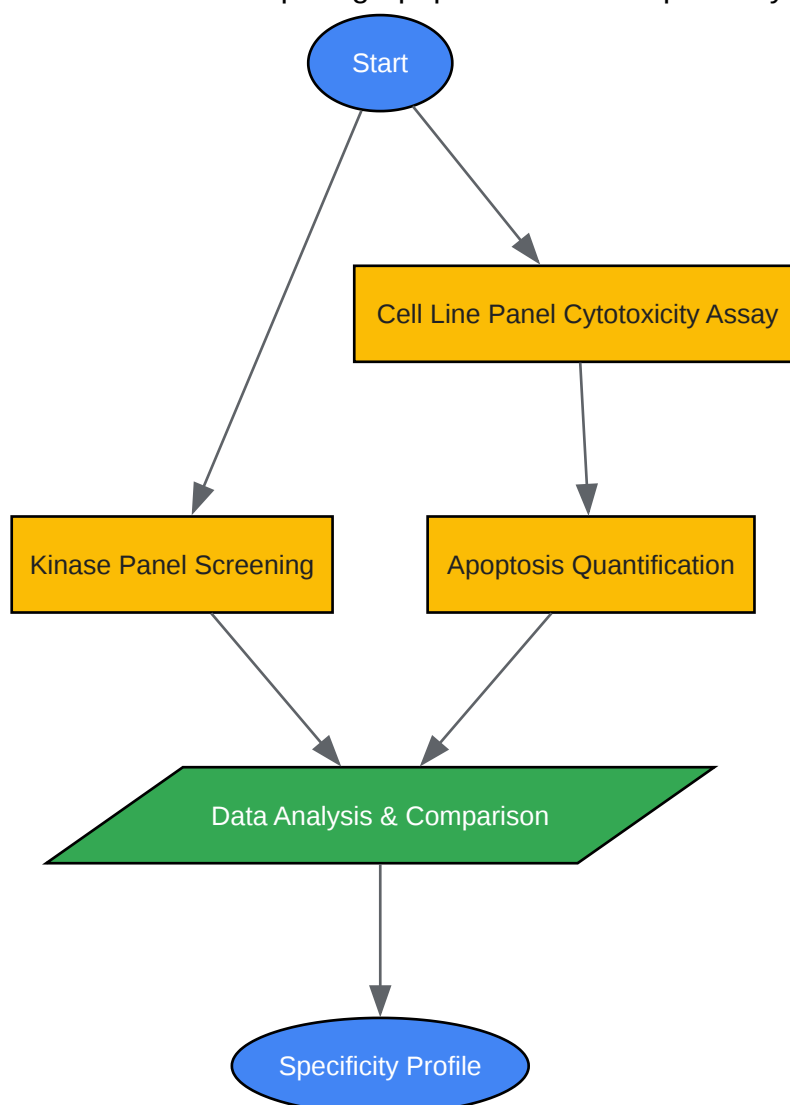 Start
Cell Line Panel Cytotoxicity Assay
Kinase Panel Screening
Apoptosis Quantification
Data Analysis & Comparison
Specificity Profile